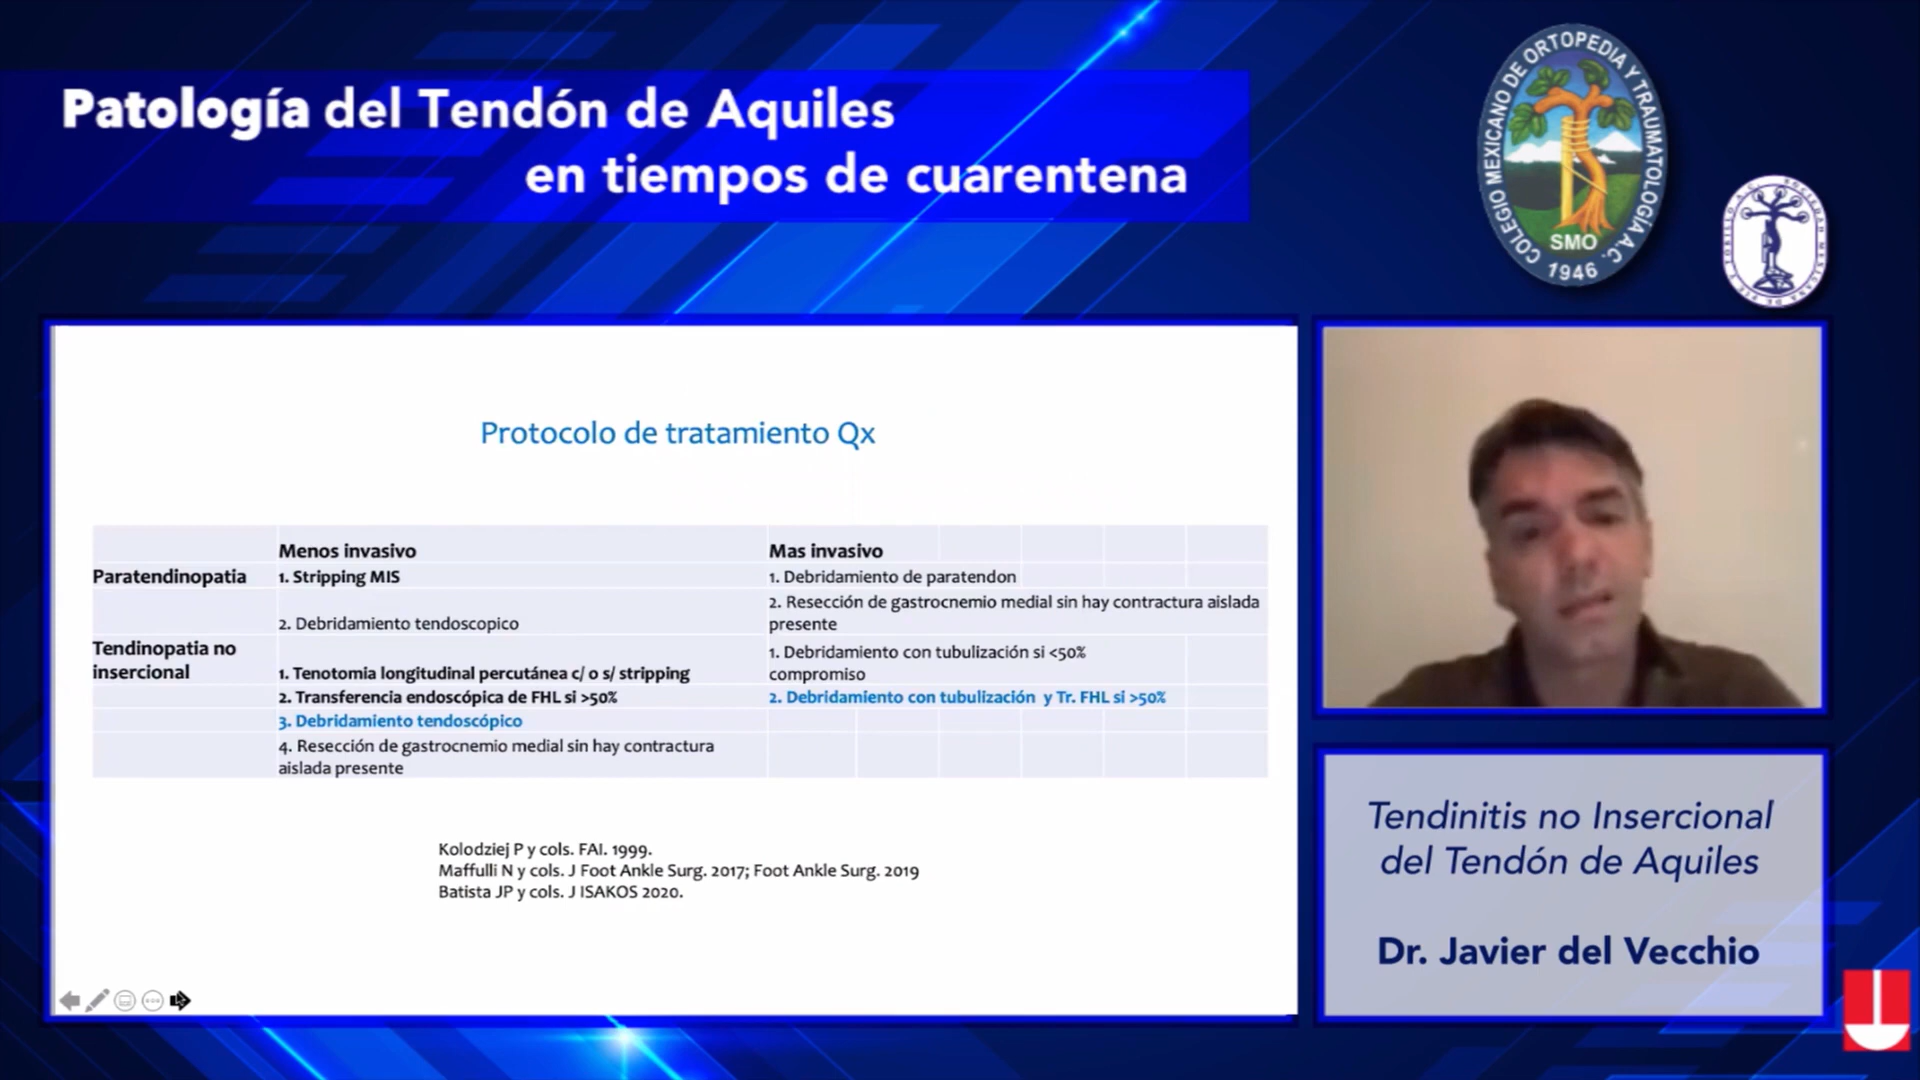 Patología del Tendón de Aquiles
en tiempos de cuarentena
COLEGIO MEXICANO DE ORTOPEDIA Y TRAUMATOLOGÍA A.C.
SMO
1946
Protocolo de tratamiento Qx
Menos invasivo
Mas invasivo
Paratendinopatia
1. Stripping MIS
1. Debridamiento de paratendon
2. Debridamiento tendoscopico
2. Resección de gastrocnemio medial sin hay contractura aislada
presente
Tendinopatia no
insercional
1. Tenotomia longitudinal percutánea c/ o s/ stripping
1. Debridamiento con tubulización si <50%
compromiso
2. Transferencia endoscópica de FHL si >50%
2. Debridamiento con tubulización y Tr. FHL si >50%
3. Debridamiento tendoscópico
4. Resección de gastrocnemio medial sin hay contractura
aislada presente
Kolodziej P y cols. FAI. 1999.
Maffulli N y cols. J Foot Ankle Surg. 2017; Foot Ankle Surg. 2019
Batista JP y cols. J ISAKOS 2020.
Tendinitis no Insercional
del Tendón de Aquiles
Dr. Javier del Vecchio